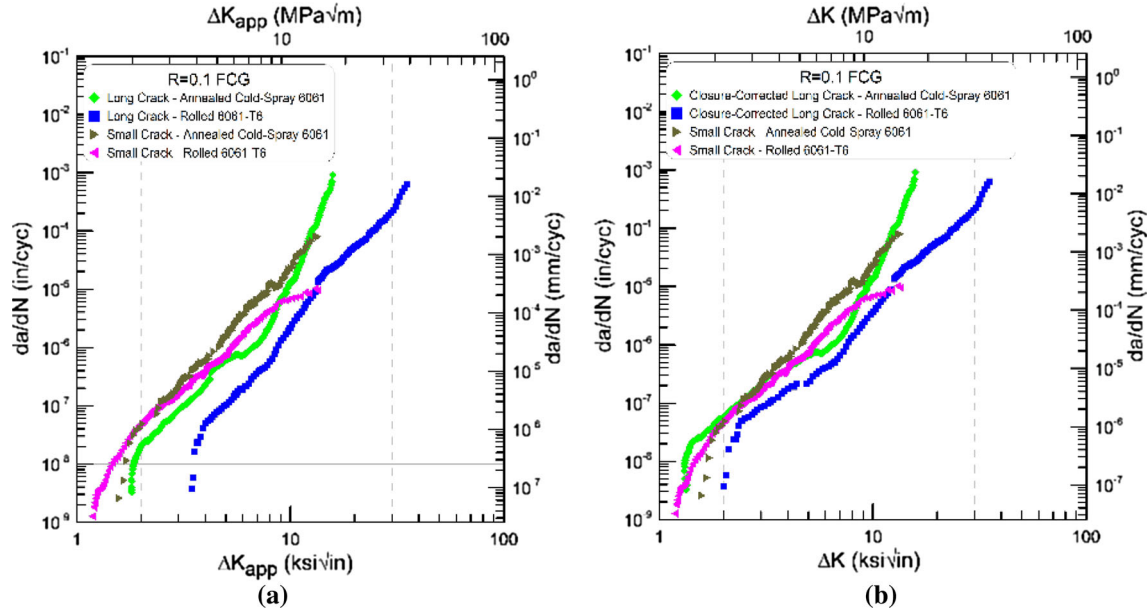 ΔKapp (MPa√m)
10 100
10⁻¹
10⁻²
10⁻³
10⁻⁴
10⁻⁵
10⁻⁶
10⁻⁷
10⁻⁸
10⁻⁹
da/dN (in/cyc)
R=0.1 FCG
Long Crack - Annealed Cold-Spray 6061
Long Crack - Rolled 6061-T6
Small Crack - Annealed Cold-Spray 6061
Small Crack - Rolled 6061-T6
10⁰
10⁻¹
10⁻²
10⁻³
10⁻⁴
10⁻⁵
10⁻⁶
10⁻⁷
da/dN (mm/cyc)
1 10 100
ΔKapp (ksi√in)
(a)
ΔK (MPa√m)
10 100
10⁻¹
10⁻²
10⁻³
10⁻⁴
10⁻⁵
10⁻⁶
10⁻⁷
10⁻⁸
10⁻⁹
da/dN (in/cyc)
R=0.1 FCG
Closure-Corrected Long Crack - Annealed Cold-Spray 6061
Closure-Corrected Long Crack - Rolled 6061-T6
Small Crack - Annealed Cold Spray 6061
Small Crack - Rolled 6061-T6
10⁰
10⁻¹
10⁻²
10⁻³
10⁻⁴
10⁻⁵
10⁻⁶
10⁻⁷
da/dN (mm/cyc)
1 10 100
ΔK (ksi√in)
(b)